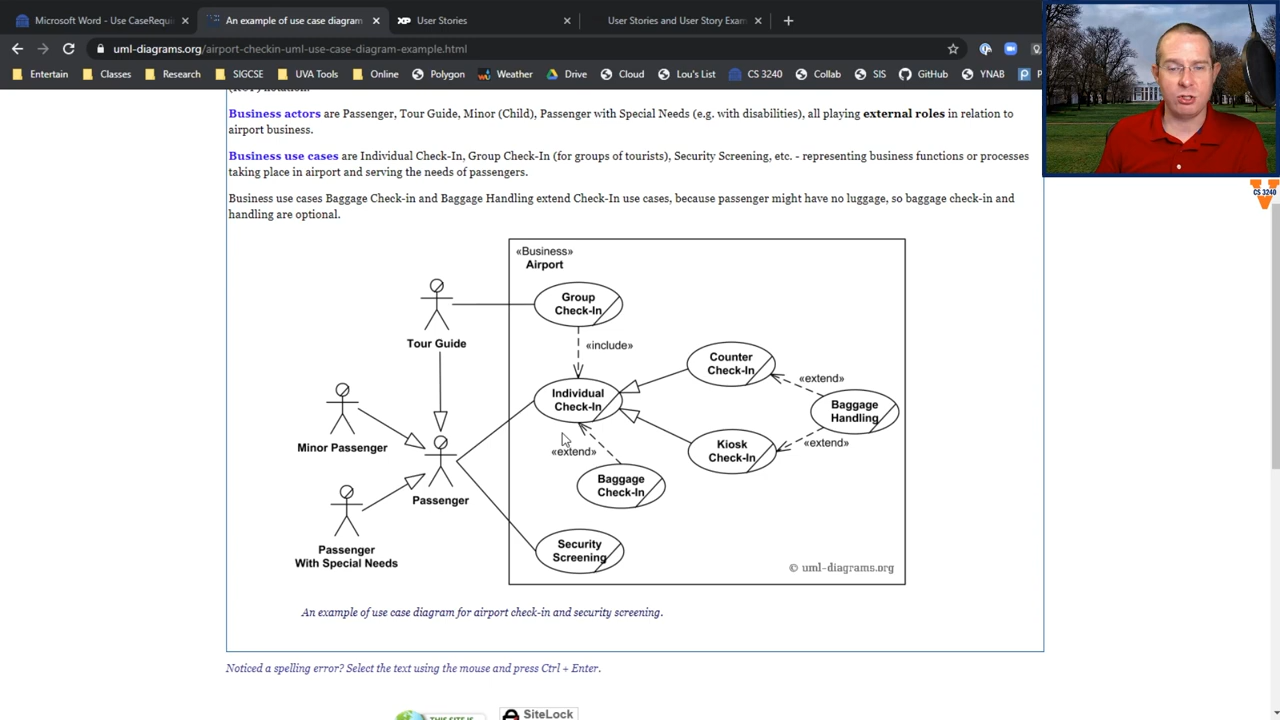 Microsoft Word - UseCaseRequi
An example of use case diagram
XP
User Stories
User Stories and User Story Exam
uml-diagrams.org/airport-checkin-uml-use-case-diagram-example.html
Entertain
Classes
Research
SIGCSE
UVA Tools
Online
Polygon
Weather
Drive
Cloud
Lou's List
CS 3240
Collab
SIS
GitHub
YNAB
Business actors are Passenger, Tour Guide, Minor (Child), Passenger with Special Needs (e.g. with disabilities), all playing external roles in relation to
airport business.
Business use cases are Individual Check-In, Group Check-In (for groups of tourists), Security Screening, etc. - representing business functions or processes
taking place in airport and serving the needs of passengers.
Business use cases Baggage Check-in and Baggage Handling extend Check-In use cases, because passenger might have no luggage, so baggage check-in and
handling are optional.
«Business»
Airport
Group
Check-In
Tour Guide
«include»
Counter
Check-In
«extend»
Individual
Check-In
Baggage
Handling
Minor Passenger
Kiosk
Check-In
«extend»
«extend»
Baggage
Check-In
Passenger
Security
Screening
Passenger
With Special Needs
© uml-diagrams.org
An example of use case diagram for airport check-in and security screening.
Noticed a spelling error? Select the text using the mouse and press Ctrl + Enter.
THIS SITE IS
SiteLock
CS 3240